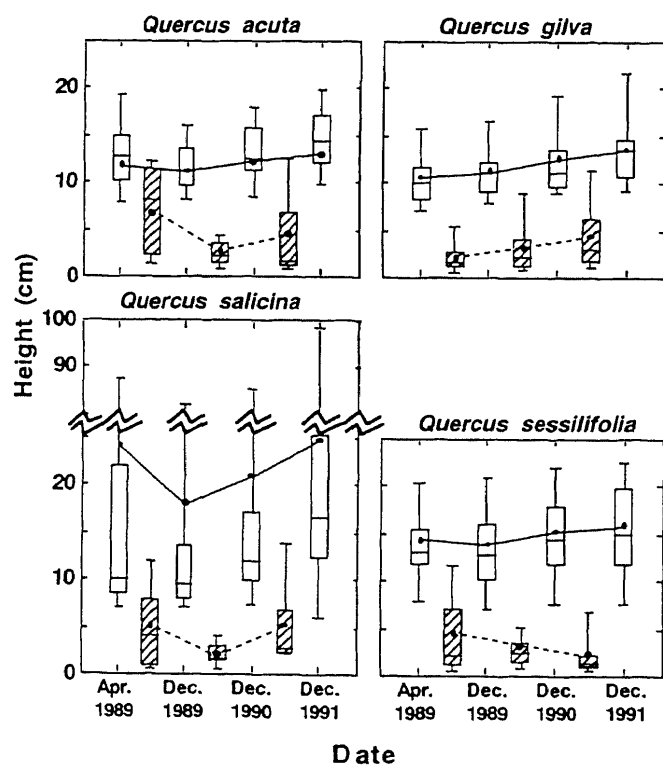 Quercus acuta
Quercus gilva
20
10
0
Height (cm)
Quercus salicina
100
90
Quercus sessilifolia
20
10
0
Apr. Dec. Dec. Dec.
1989 1989 1990 1991
Apr. Dec. Dec. Dec.
1989 1989 1990 1991
Date